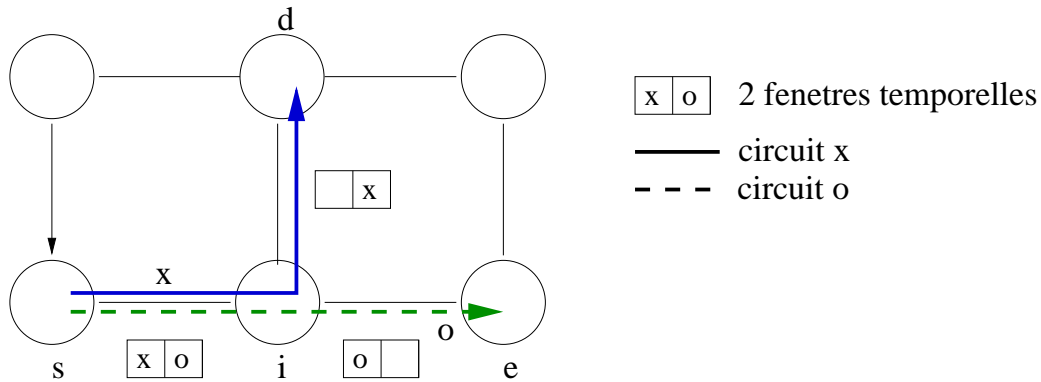 d
x o 2 fenetres temporelles
circuit x
circuit o
x
x
o
x o
o
s
i
e